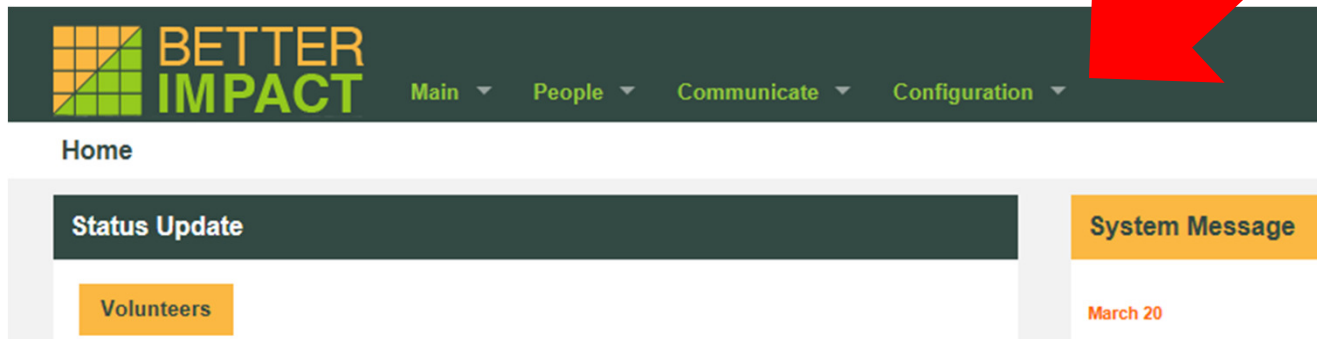 BETTER
IMPACT
Main People Communicate Configuration
Home
Status Update
System Message
Volunteers
March 20